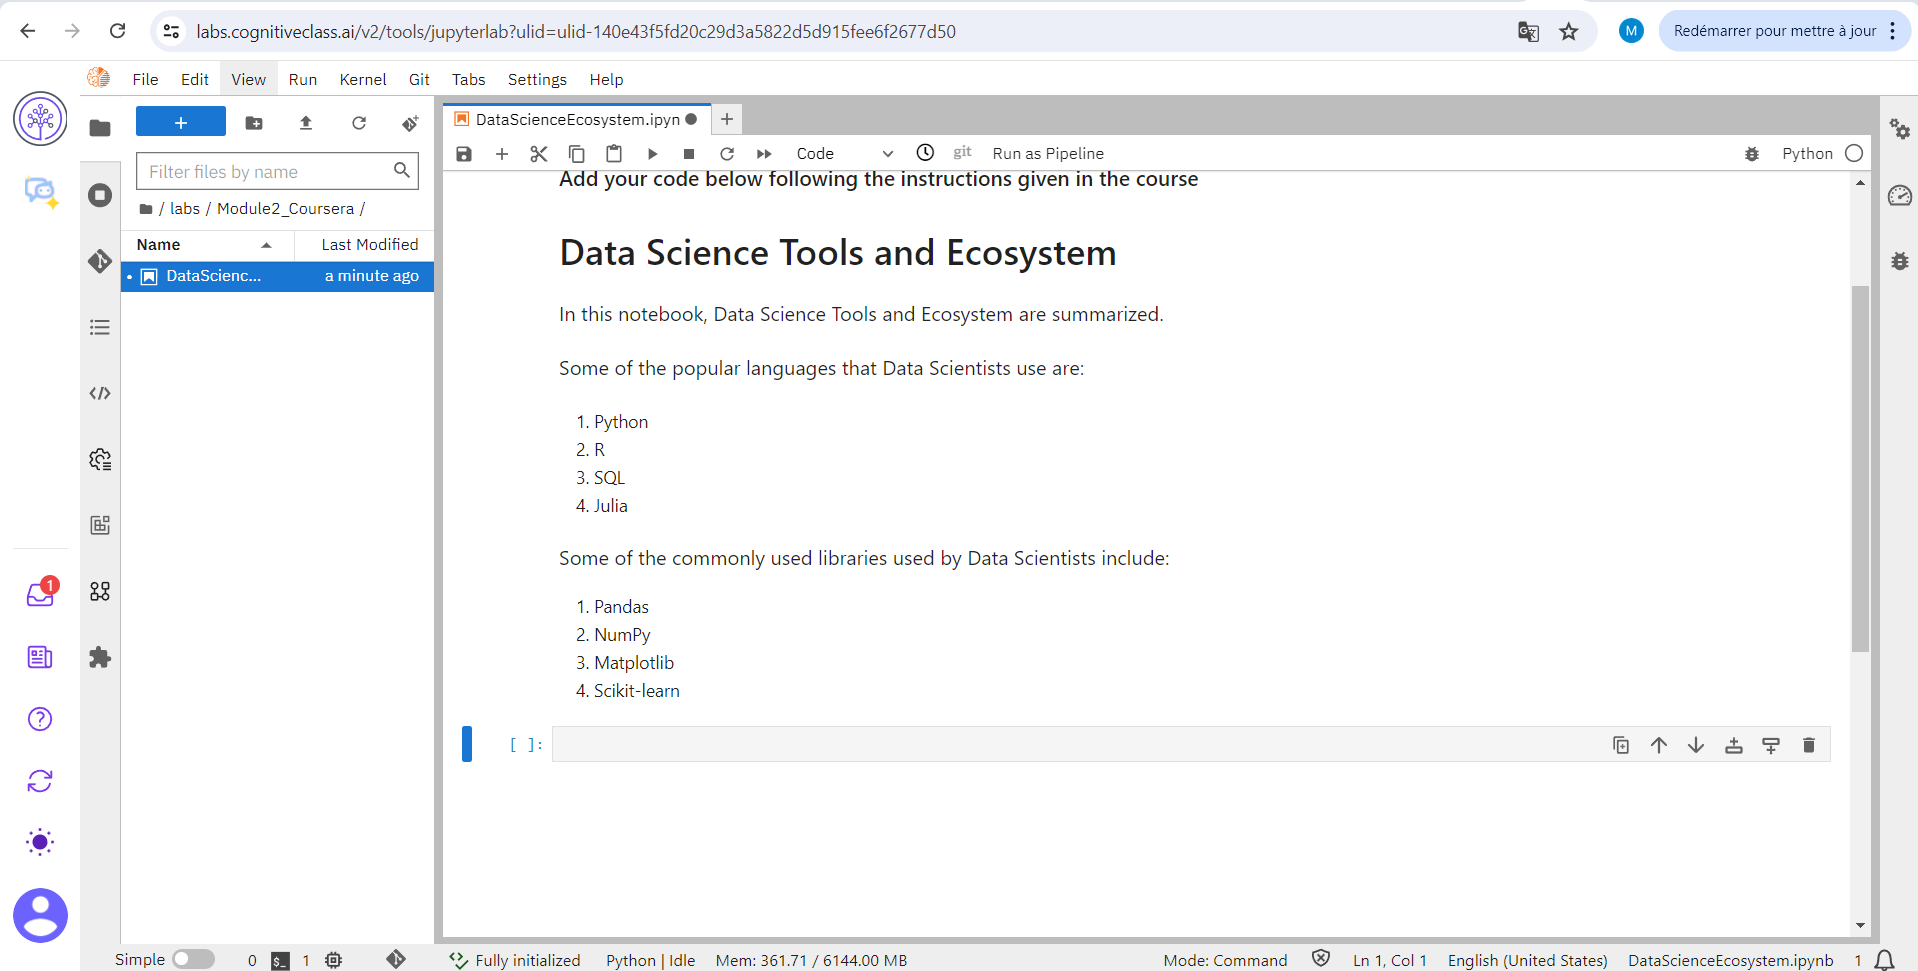 labs.cognitiveclass.ai/v2/tools/jupyterlab?ulid=ulid-140e43f5fd20c29d3a5822d5d915fee6f2677d50
M
Redémarrer pour mettre à jour
File Edit View Run Kernel Git Tabs Settings Help
DataScienceEcosystem.ipyn
Code git Run as Pipeline Python
Filter files by name
/ labs / Module2_Coursera /
Name Last Modified
DataScienc... a minute ago
Add your code below following the instructions given in the course
Data Science Tools and Ecosystem
In this notebook, Data Science Tools and Ecosystem are summarized.
Some of the popular languages that Data Scientists use are:
1. Python
2. R
3. SQL
4. Julia
Some of the commonly used libraries used by Data Scientists include:
1. Pandas
2. NumPy
3. Matplotlib
4. Scikit-learn
[ ]:
1
Simple 0 $_ 1 Fully initialized Python | Idle Mem: 361.71 / 6144.00 MB Mode: Command Ln 1, Col 1 English (United States) DataScienceEcosystem.ipynb 1